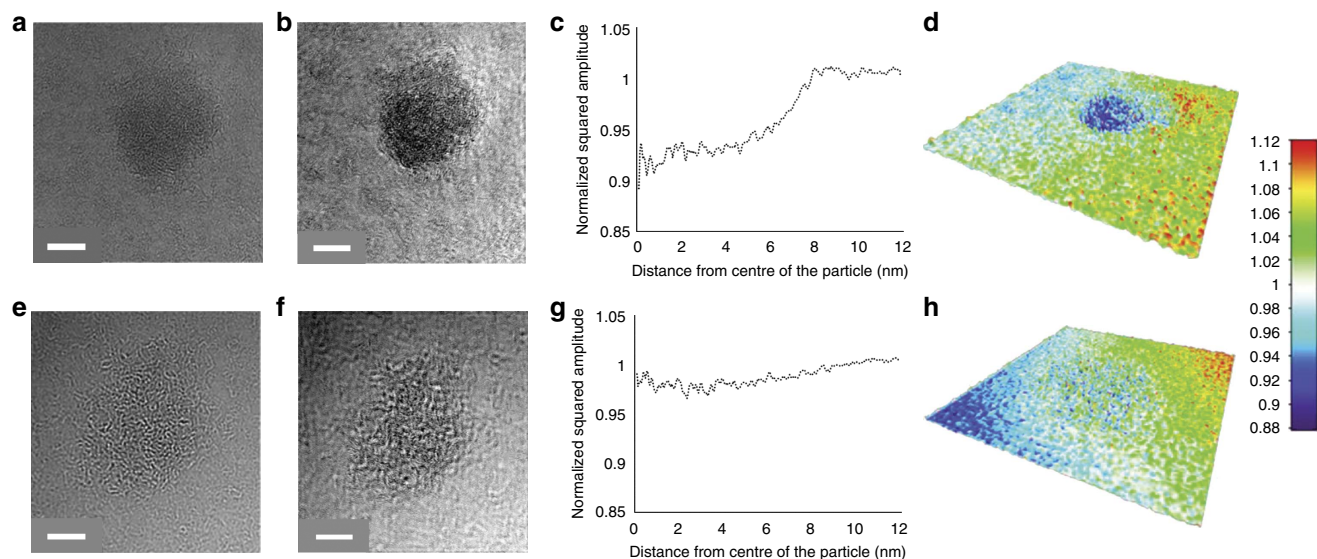 a
b
c
Normalized squared amplitude
1.05
1
0.95
0.9
0.85
0 2 4 6 8 10 12
Distance from centre of the particle (nm)
d
1.12
1.1
1.08
1.06
1.04
1.02
1
0.98
0.96
0.94
0.92
0.9
0.88
e
f
g
Normalized squared amplitude
1.05
1
0.95
0.9
0.85
0 2 4 6 8 10 12
Distance from centre of the particle (nm)
h